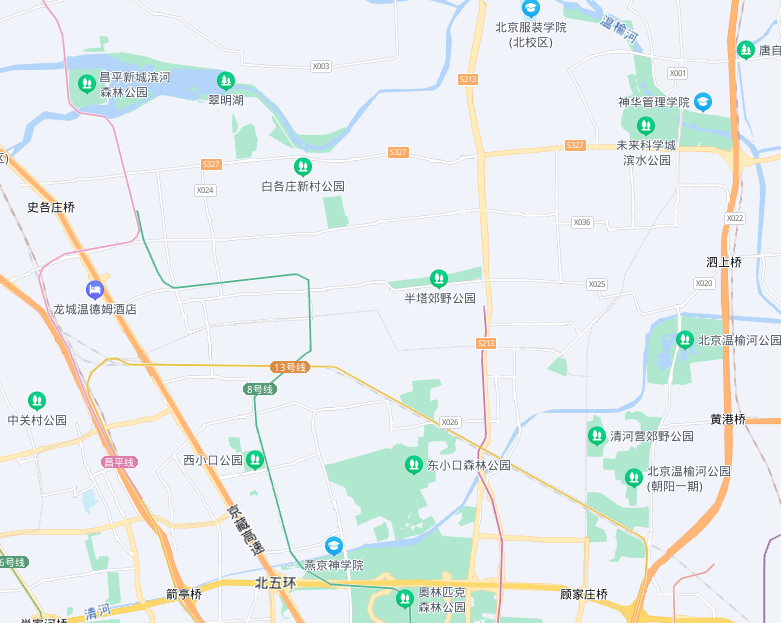 温榆河
北京服装学院
(北校区)
唐自
X003
S213
X001
昌平新城滨河
森林公园
翠明湖
神华管理学院
未来科学城
滨水公园
S327
S327
S327
区)
白各庄新村公园
X024
史各庄桥
X036
X022
泗上桥
龙城温德姆酒店
半塔郊野公园
X025
X020
S213
北京温榆河公园
13号线
8号线
中关村公园
X026
黄港桥
清河营郊野公园
昌平线
西小口公园
东小口森林公园
北京温榆河公园
(朝阳一期)
京藏高速
燕京神学院
6号线
北五环
箭亭桥
奥林匹克
森林公园
顾家庄桥
清河
肖家河桥